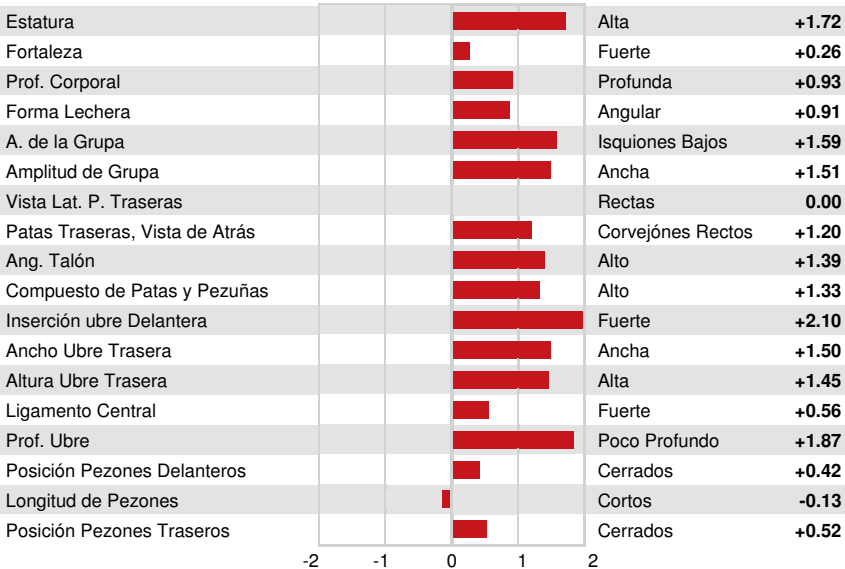 Estatura Alta +1.72
Fortaleza Fuerte +0.26
Prof. Corporal Profunda +0.93
Forma Lechera Angular +0.91
A. de la Grupa Isquiones Bajos +1.59
Amplitud de Grupa Ancha +1.51
Vista Lat. P. Traseras Rectas 0.00
Patas Traseras, Vista de Atrás Corvejónes Rectos +1.20
Ang. Talón Alto +1.39
Compuesto de Patas y Pezuñas Alto +1.33
Inserción ubre Delantera Fuerte +2.10
Ancho Ubre Trasera Ancha +1.50
Altura Ubre Trasera Alta +1.45
Ligamento Central Fuerte +0.56
Prof. Ubre Poco Profundo +1.87
Posición Pezones Delanteros Cerrados +0.42
Longitud de Pezones Cortos -0.13
Posición Pezones Traseros Cerrados +0.52
-2 -1 0 1 2